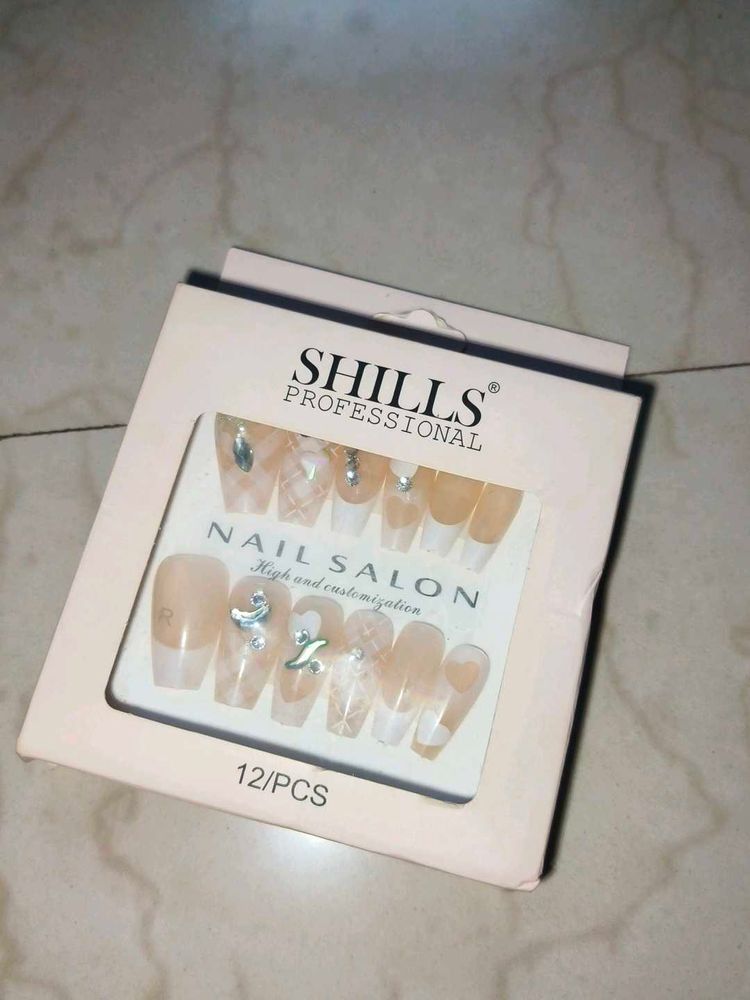 SHILLS®
PROFESSIONAL
NAIL SALON
High and customization
R
12/PCS